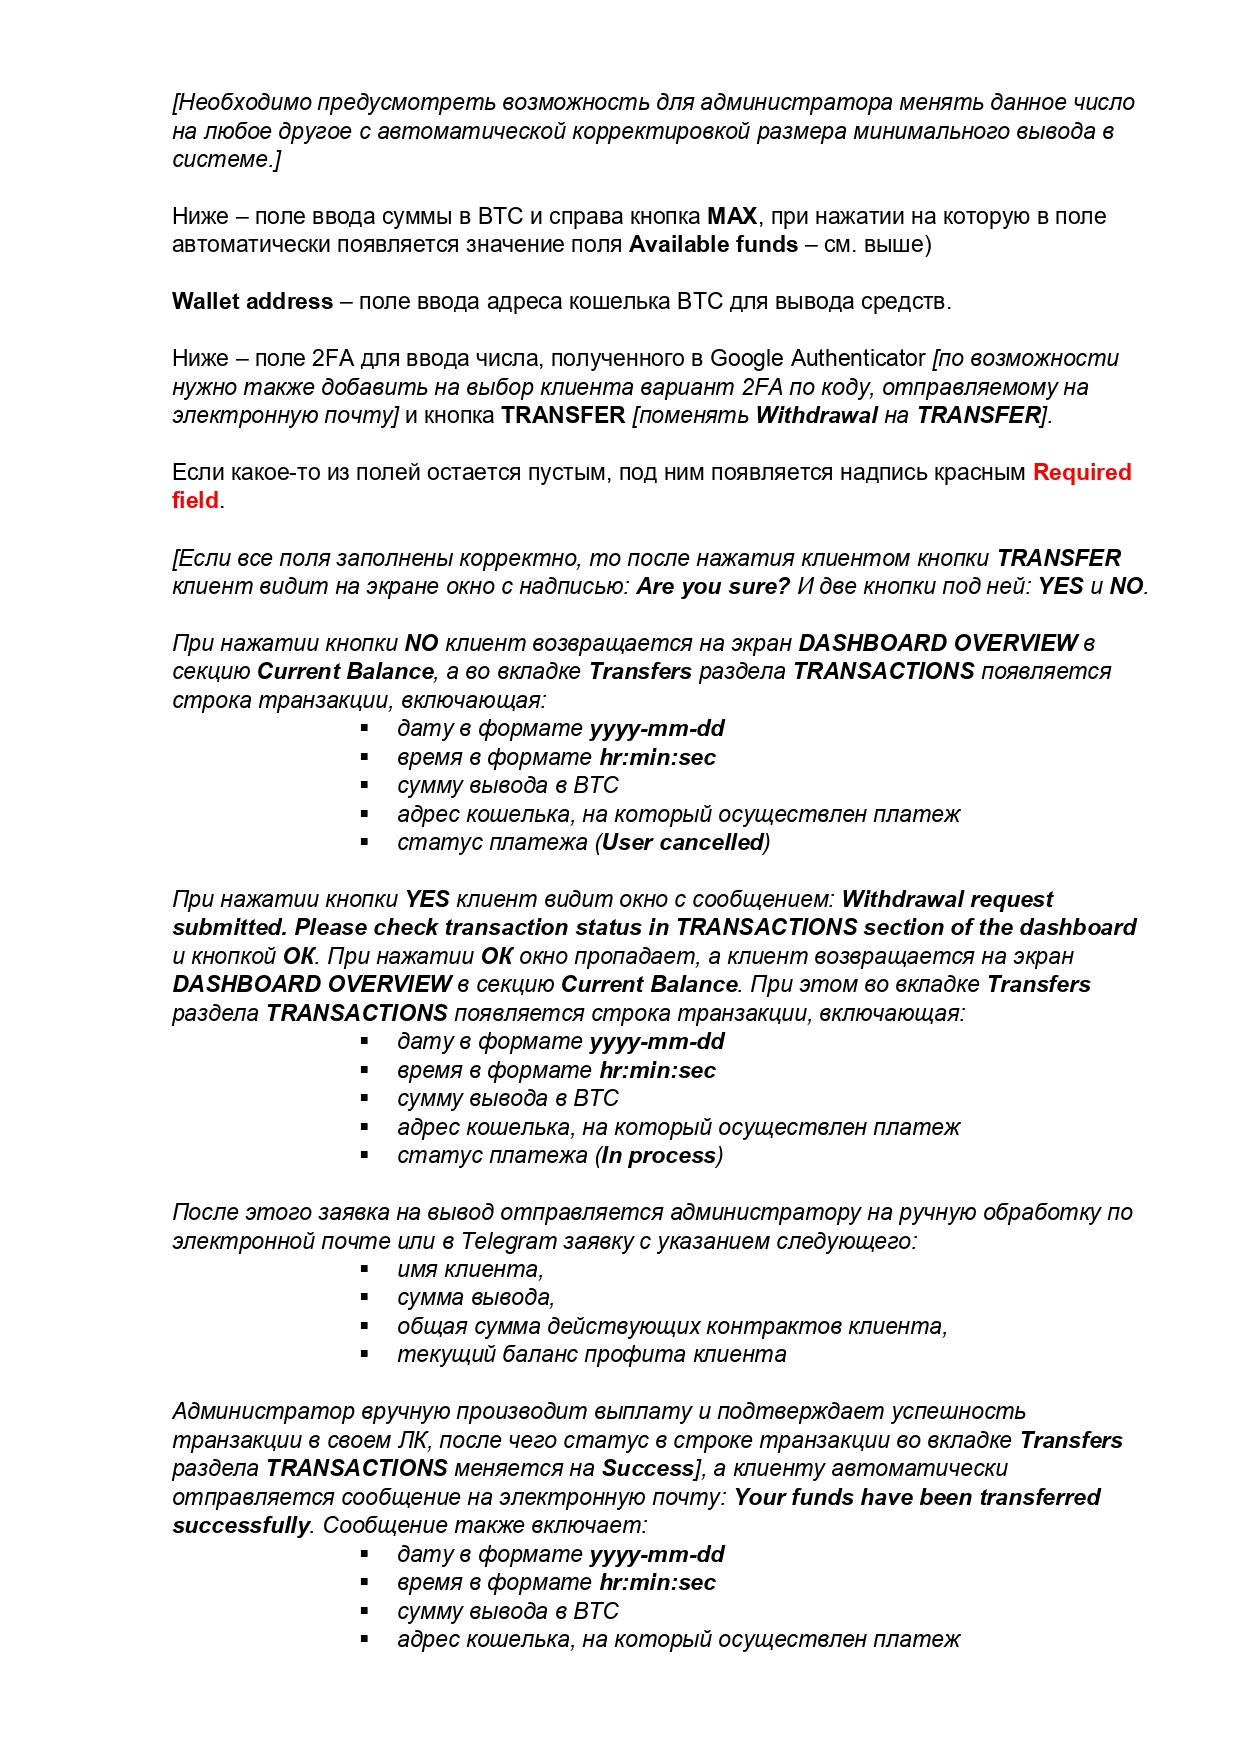 [Необходимо предусмотреть возможность для администратора менять данное число
на любое другое с автоматической корректировкой размера минимального вывода в
системе.]
Ниже – поле ввода суммы в BTC и справа кнопка MAX, при нажатии на которую в поле
автоматически появляется значение поля Available funds – см. выше)
Wallet address – поле ввода адреса кошелька BTC для вывода средств.
Ниже – поле 2FA для ввода числа, полученного в Google Authenticator [по возможности
нужно также добавить на выбор клиента вариант 2FA по коду, отправляемому на
электронную почту] и кнопка TRANSFER [поменять Withdrawal на TRANSFER].
Если какое-то из полей остается пустым, под ним появляется надпись красным Required
field.
[Если все поля заполнены корректно, то после нажатия клиентом кнопки TRANSFER
клиент видит на экране окно с надписью: Are you sure? И две кнопки под ней: YES и NO.
При нажатии кнопки NO клиент возвращается на экран DASHBOARD OVERVIEW в
секцию Current Balance, а во вкладке Transfers раздела TRANSACTIONS появляется
строка транзакции, включающая:
▪ дату в формате yyyy-mm-dd
▪ время в формате hr:min:sec
▪ сумму вывода в BTC
▪ адрес кошелька, на который осуществлен платеж
▪ статус платежа (User cancelled)
При нажатии кнопки YES клиент видит окно с сообщением: Withdrawal request
submitted. Please check transaction status in TRANSACTIONS section of the dashboard
и кнопкой ОК. При нажатии ОК окно пропадает, а клиент возвращается на экран
DASHBOARD OVERVIEW в секцию Current Balance. При этом во вкладке Transfers
раздела TRANSACTIONS появляется строка транзакции, включающая:
▪ дату в формате yyyy-mm-dd
▪ время в формате hr:min:sec
▪ сумму вывода в BTC
▪ адрес кошелька, на который осуществлен платеж
▪ статус платежа (In process)
После этого заявка на вывод отправляется администратору на ручную обработку по
электронной почте или в Telegram заявку с указанием следующего:
▪ имя клиента,
▪ сумма вывода,
▪ общая сумма действующих контрактов клиента,
▪ текущий баланс профита клиента
Администратор вручную производит выплату и подтверждает успешность
транзакции в своем ЛК, после чего статус в строке транзакции во вкладке Transfers
раздела TRANSACTIONS меняется на Success], а клиенту автоматически
отправляется сообщение на электронную почту: Your funds have been transferred
successfully. Сообщение также включает:
▪ дату в формате yyyy-mm-dd
▪ время в формате hr:min:sec
▪ сумму вывода в BTC
▪ адрес кошелька, на который осуществлен платеж